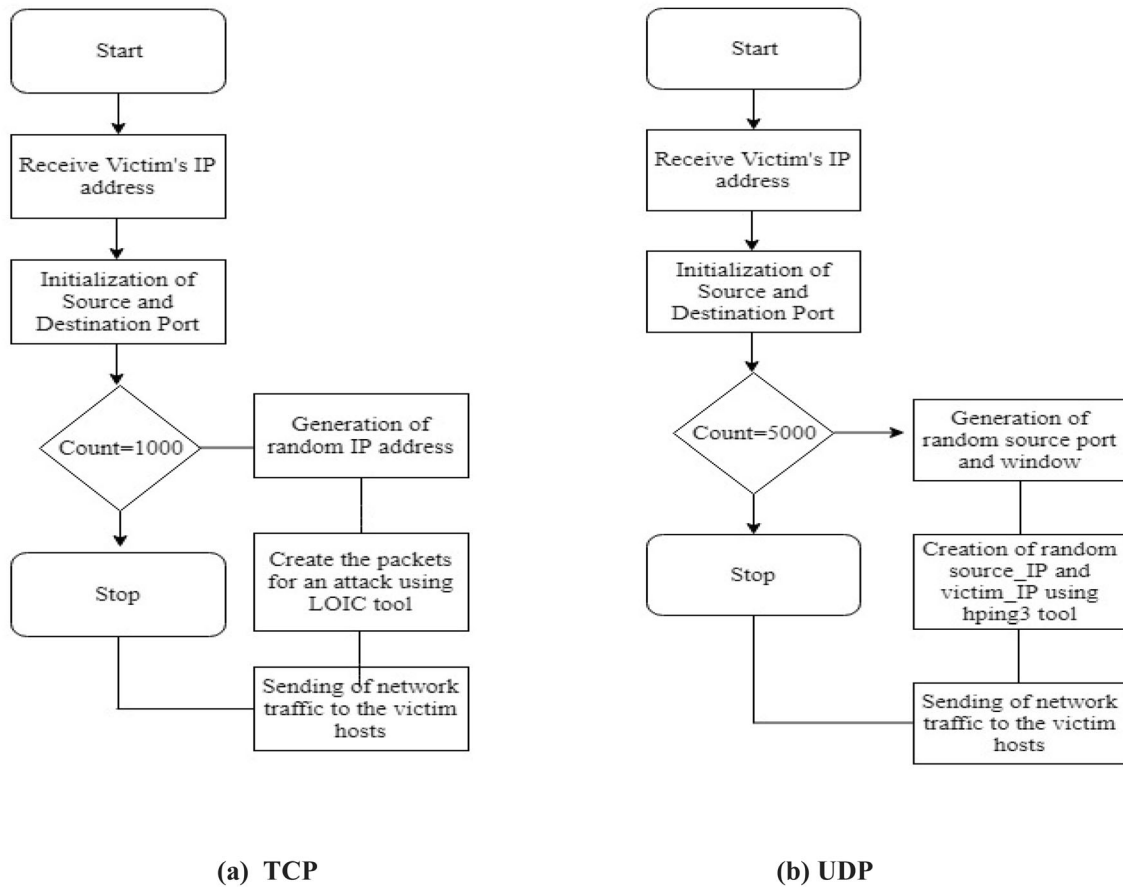 Start
Receive Victim's IP
address
Initialization of
Source and
Destination Port
Count=1000
Generation of
random IP address
Stop
Create the packets
for an attack using
LOIC tool
Sending of network
traffic to the victim
hosts
(a) TCP
Start
Receive Victim's IP
address
Initialization of
Source and
Destination Port
Count=5000
Generation of
random source port
and window
Stop
Creation of random
source_IP and
victim_IP using
hping3 tool
Sending of network
traffic to the victim
hosts
(b) UDP